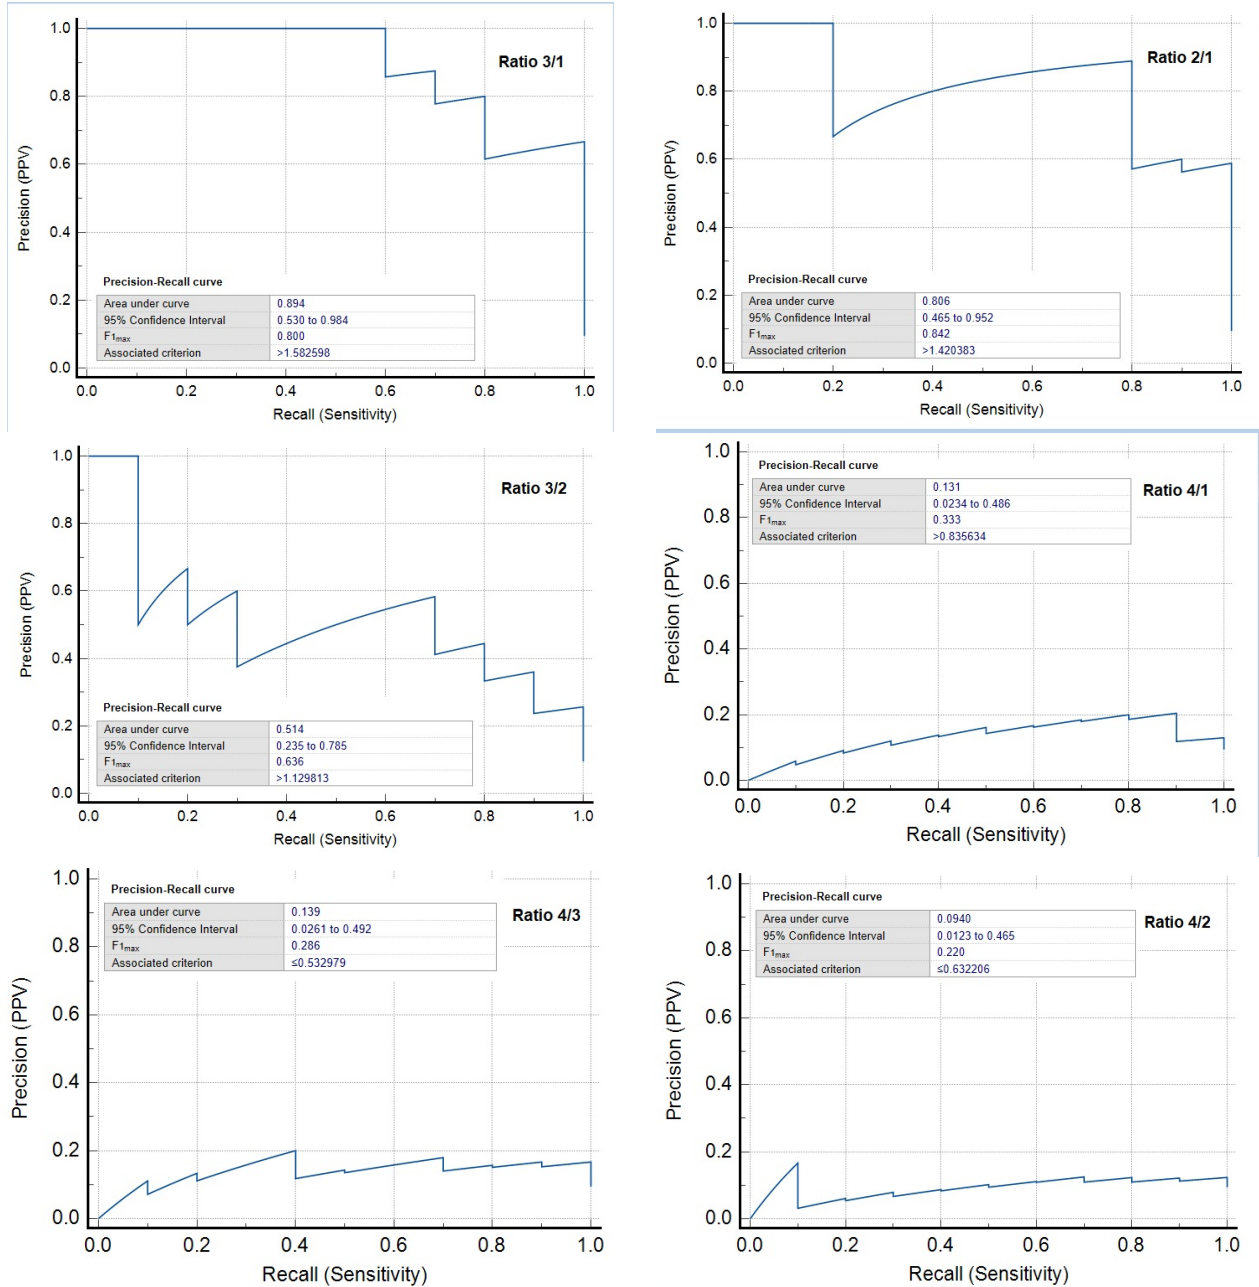 Ratio 3/1
Precision (PPV)
1.0
0.8
0.6
0.4
0.2
0.0
Precision-Recall curve
Area under curve 0.894
95% Confidence Interval 0.530 to 0.984
F1max 0.800
Associated criterion >1.582598
0.0 0.2 0.4 0.6 0.8 1.0
Recall (Sensitivity)
Ratio 2/1
Precision (PPV)
1.0
0.8
0.6
0.4
0.2
0.0
Precision-Recall curve
Area under curve 0.806
95% Confidence Interval 0.465 to 0.952
F1max 0.842
Associated criterion >1.420383
0.0 0.2 0.4 0.6 0.8 1.0
Recall (Sensitivity)
Ratio 3/2
Precision (PPV)
1.0
0.8
0.6
0.4
0.2
0.0
Precision-Recall curve
Area under curve 0.514
95% Confidence Interval 0.235 to 0.785
F1max 0.636
Associated criterion >1.129813
0.0 0.2 0.4 0.6 0.8 1.0
Recall (Sensitivity)
Ratio 4/1
Precision (PPV)
1.0
0.8
0.6
0.4
0.2
0.0
Precision-Recall curve
Area under curve 0.131
95% Confidence Interval 0.0234 to 0.486
F1max 0.333
Associated criterion >0.835634
0.0 0.2 0.4 0.6 0.8 1.0
Recall (Sensitivity)
Ratio 4/3
Precision (PPV)
1.0
0.8
0.6
0.4
0.2
0.0
Precision-Recall curve
Area under curve 0.139
95% Confidence Interval 0.0261 to 0.492
F1max 0.286
Associated criterion ≤0.532979
0.0 0.2 0.4 0.6 0.8 1.0
Recall (Sensitivity)
Ratio 4/2
Precision (PPV)
1.0
0.8
0.6
0.4
0.2
0.0
Precision-Recall curve
Area under curve 0.0940
95% Confidence Interval 0.0123 to 0.465
F1max 0.220
Associated criterion ≤0.632206
0.0 0.2 0.4 0.6 0.8 1.0
Recall (Sensitivity)